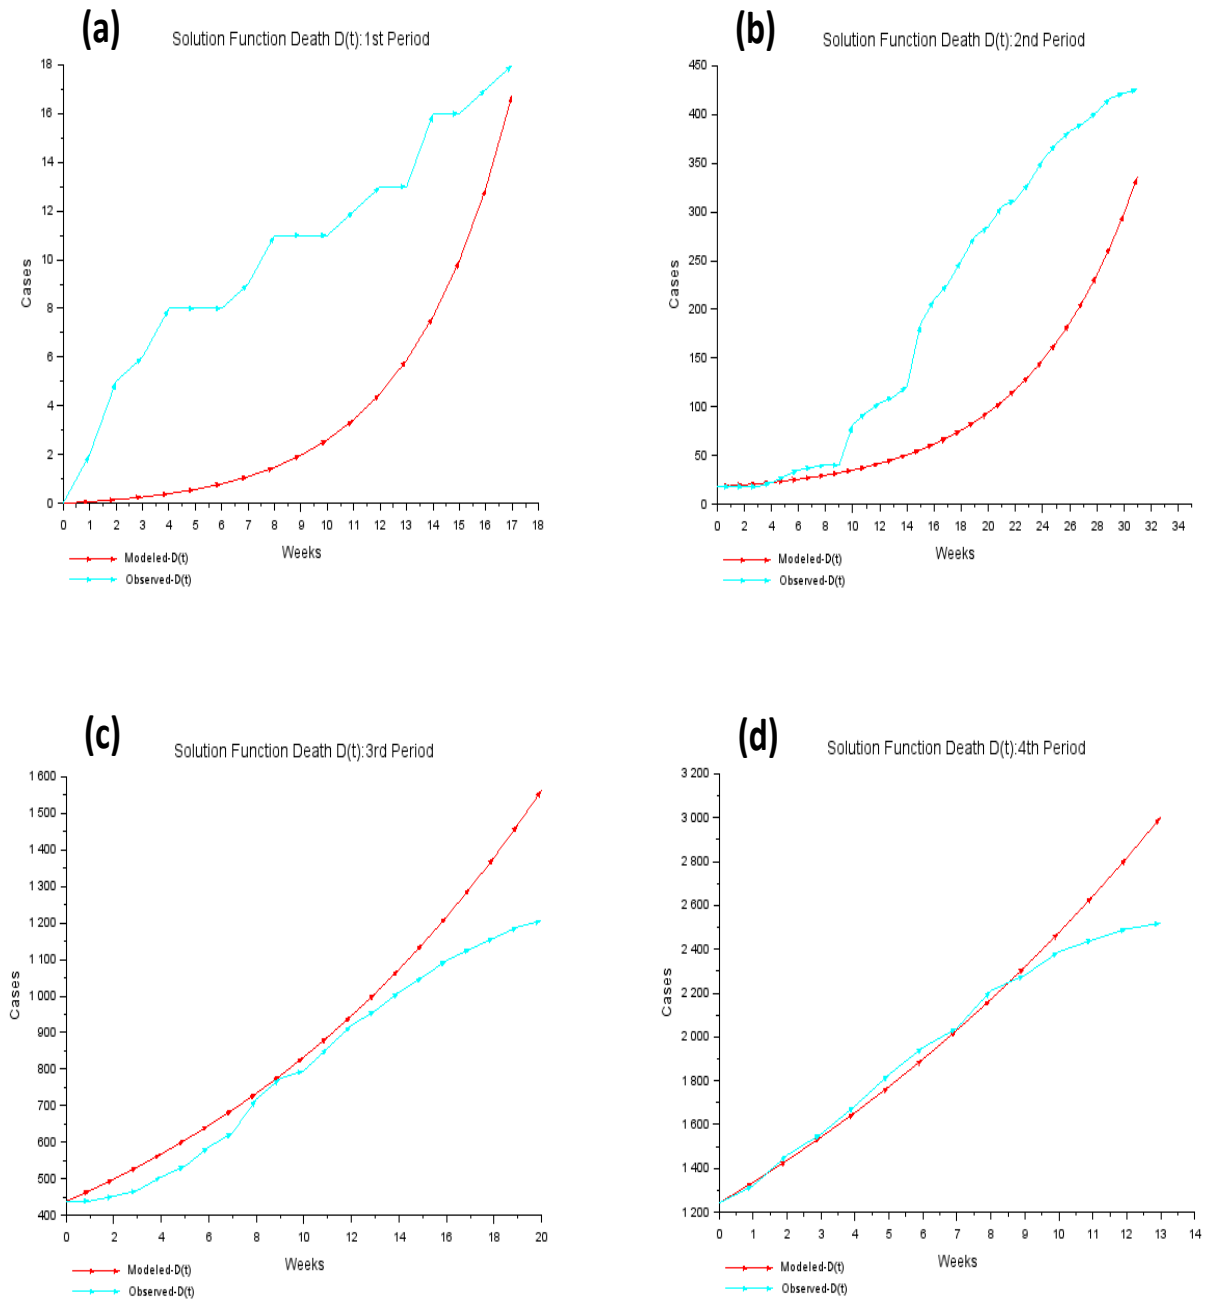 (a)
Solution Function Death D(t):1st Period
18
16
14
12
10
8
6
4
2
0
Cases
0 1 2 3 4 5 6 7 8 9 10 11 12 13 14 15 16 17 18
Weeks
Modeled-D(t)
Observed-D(t)
(b)
Solution Function Death D(t):2nd Period
450
400
350
300
250
200
150
100
50
0
Cases
0 2 4 6 8 10 12 14 16 18 20 22 24 26 28 30 32 34
Weeks
Modeled-D(t)
Observed-D(t)
(c)
Solution Function Death D(t):3rd Period
1 600
1 500
1 400
1 300
1 200
1 100
1 000
900
800
700
600
500
400
Cases
0 2 4 6 8 10 12 14 16 18 20
Weeks
Modeled-D(t)
Observed-D(t)
(d)
Solution Function Death D(t):4th Period
3 200
3 000
2 800
2 600
2 400
2 200
2 000
1 800
1 600
1 400
1 200
Cases
0 1 2 3 4 5 6 7 8 9 10 11 12 13 14
Weeks
Modeled-D(t)
Observed-D(t)